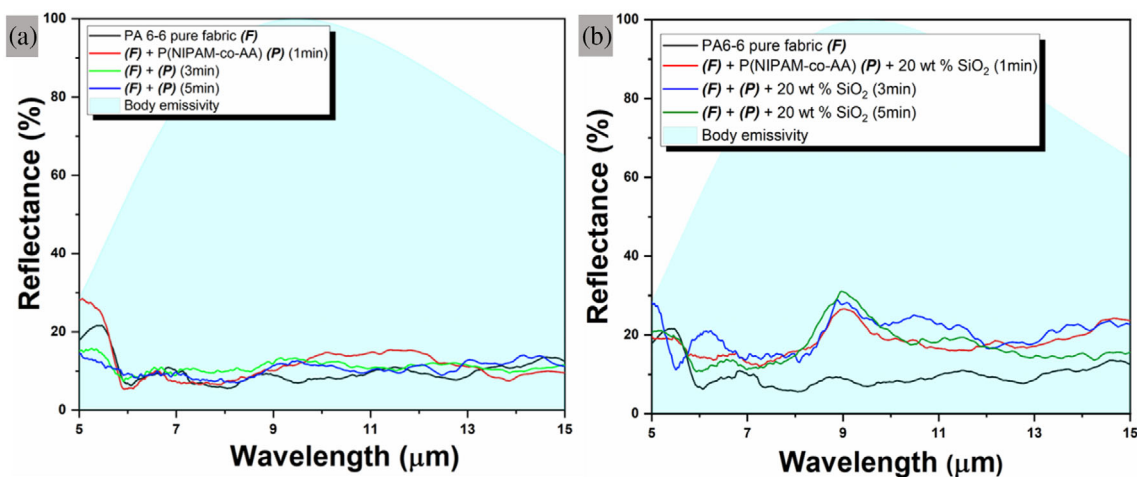 (a)
100
80
60
40
20
0
Reflectance (%)
PA 6-6 pure fabric (F)
(F) + P(NIPAM-co-AA) (P) (1min)
(F) + (P) (3min)
(F) + (P) (5min)
Body emissivity
5 7 9 11 13 15
Wavelength (μm)
(b)
100
80
60
40
20
0
Reflectance (%)
PA6-6 pure fabric (F)
(F) + P(NIPAM-co-AA) (P) + 20 wt % SiO₂ (1min)
(F) + (P) + 20 wt % SiO₂ (3min)
(F) + (P) + 20 wt % SiO₂ (5min)
Body emissivity
5 7 9 11 13 15
Wavelength (μm)